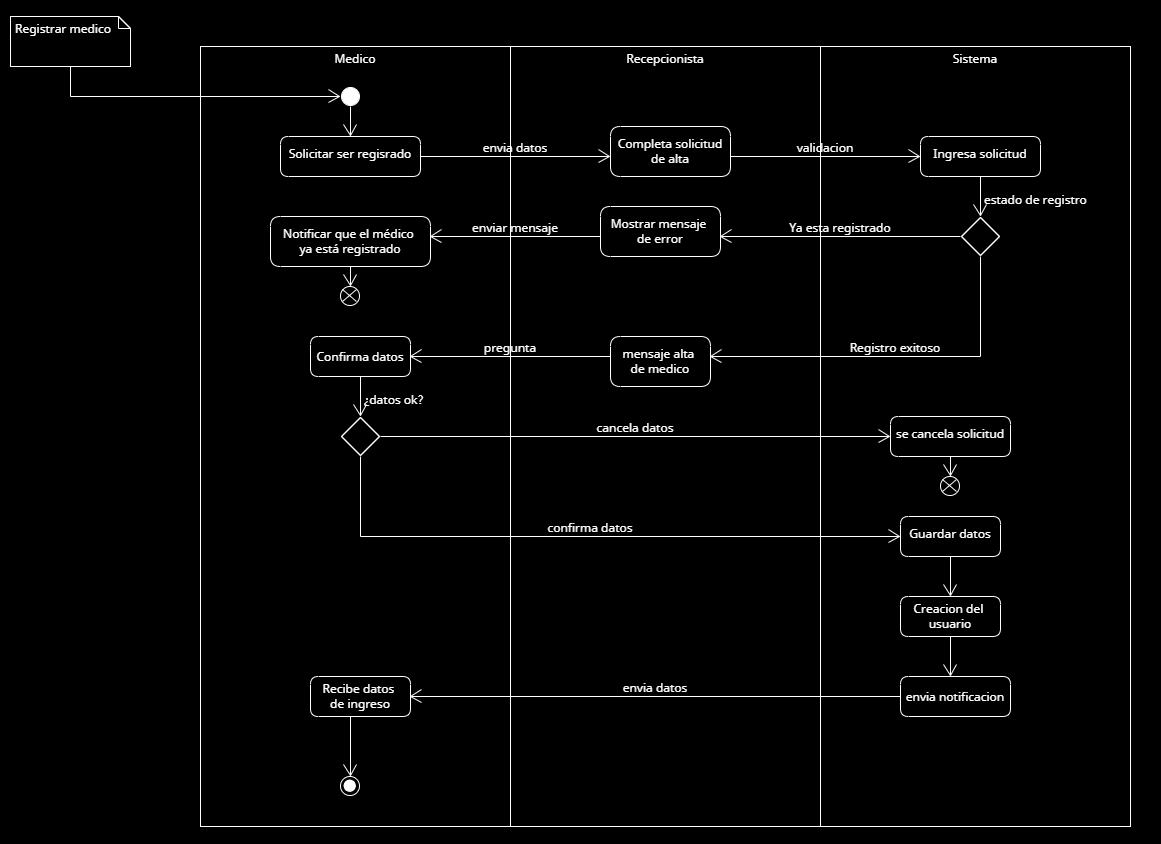 Registrar medico
Medico
Recepcionista
Sistema
Solicitar ser regisrado
envia datos
Completa solicitud
de alta
validacion
Ingresa solicitud
estado de registro
Notificar que el médico
ya está registrado
enviar mensaje
Mostrar mensaje
de error
Ya esta registrado
Confirma datos
pregunta
mensaje alta
de medico
Registro exitoso
¿datos ok?
cancela datos
se cancela solicitud
confirma datos
Guardar datos
Creacion del
usuario
Recibe datos
de ingreso
envia datos
envia notificacion